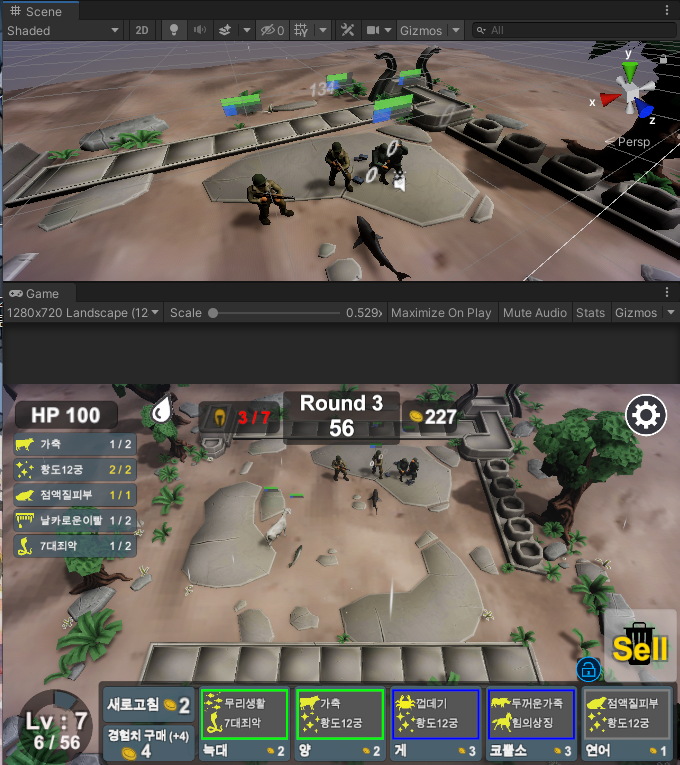 Scene
Shaded
2D
0
Gizmos
All
y
x
z
Persp
134
0
0
Game
1280x720 Landscape (12
Scale
0.529x
Maximize On Play
Mute Audio
Stats
Gizmos
HP 100
3 / 7
Round 3
56
227
가축 1 / 2
황도12궁 2 / 2
점액질피부 1 / 1
날카로운이빨 1 / 2
7대죄악 1 / 2
Sell
Lv : 7
6 / 56
새로고침 2
경험치 구매 (+4)
4
무리생활
7대죄악
늑대 2
가축
황도12궁
양 2
껍데기
황도12궁
게 3
두꺼운가죽
힘의상징
코뿔소 3
점액질피부
황도12궁
연어 1